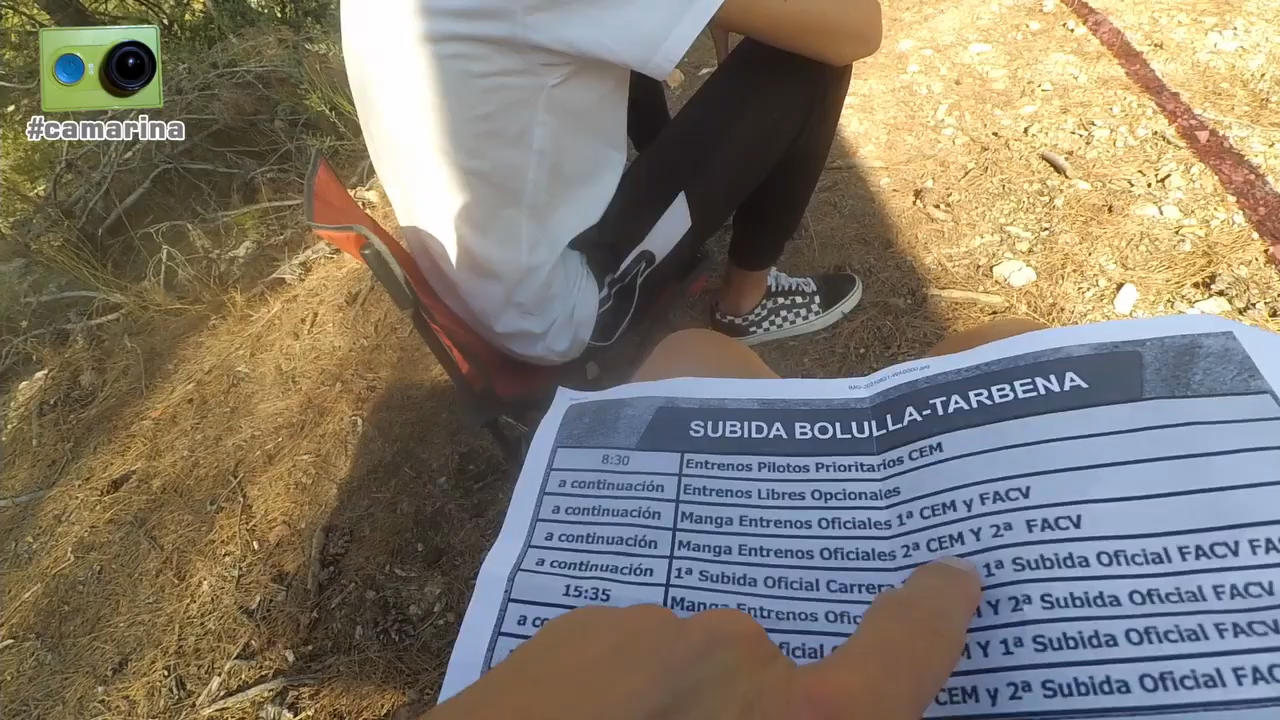 #camarina
SUBIDA BOLULLA-TARBENA
8:30 Entrenos Pilotos Prioritarios CEM
a continuación Entrenos Libres Opcionales
a continuación Manga Entrenos Oficiales 1ª CEM y FACV
a continuación Manga Entrenos Oficiales 2ª CEM Y 2ª FACV
a continuación 1ª Subida Oficial Carrera 1ª Subida Oficial FACV
15:35 Manga Entrenos Y 2ª Subida Oficial FACV
Y 1ª Subida Oficial FACV
CEM y 2ª Subida Oficial